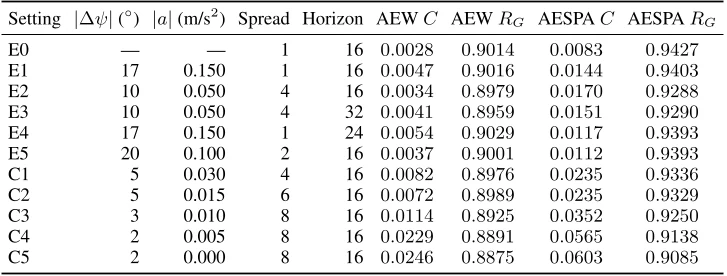 Setting |Δψ| (°) |a| (m/s²) Spread Horizon AEW C AEW R_G AESPA C AESPA R_G
E0 — — 1 16 0.0028 0.9014 0.0083 0.9427
E1 17 0.150 1 16 0.0047 0.9016 0.0144 0.9403
E2 10 0.050 4 16 0.0034 0.8979 0.0170 0.9288
E3 10 0.050 4 32 0.0041 0.8959 0.0151 0.9290
E4 17 0.150 1 24 0.0054 0.9029 0.0117 0.9393
E5 20 0.100 2 16 0.0037 0.9001 0.0112 0.9393
C1 5 0.030 4 16 0.0082 0.8976 0.0235 0.9336
C2 5 0.015 6 16 0.0072 0.8989 0.0235 0.9329
C3 3 0.010 8 16 0.0114 0.8925 0.0352 0.9250
C4 2 0.005 8 16 0.0229 0.8891 0.0565 0.9138
C5 2 0.000 8 16 0.0246 0.8875 0.0603 0.9085